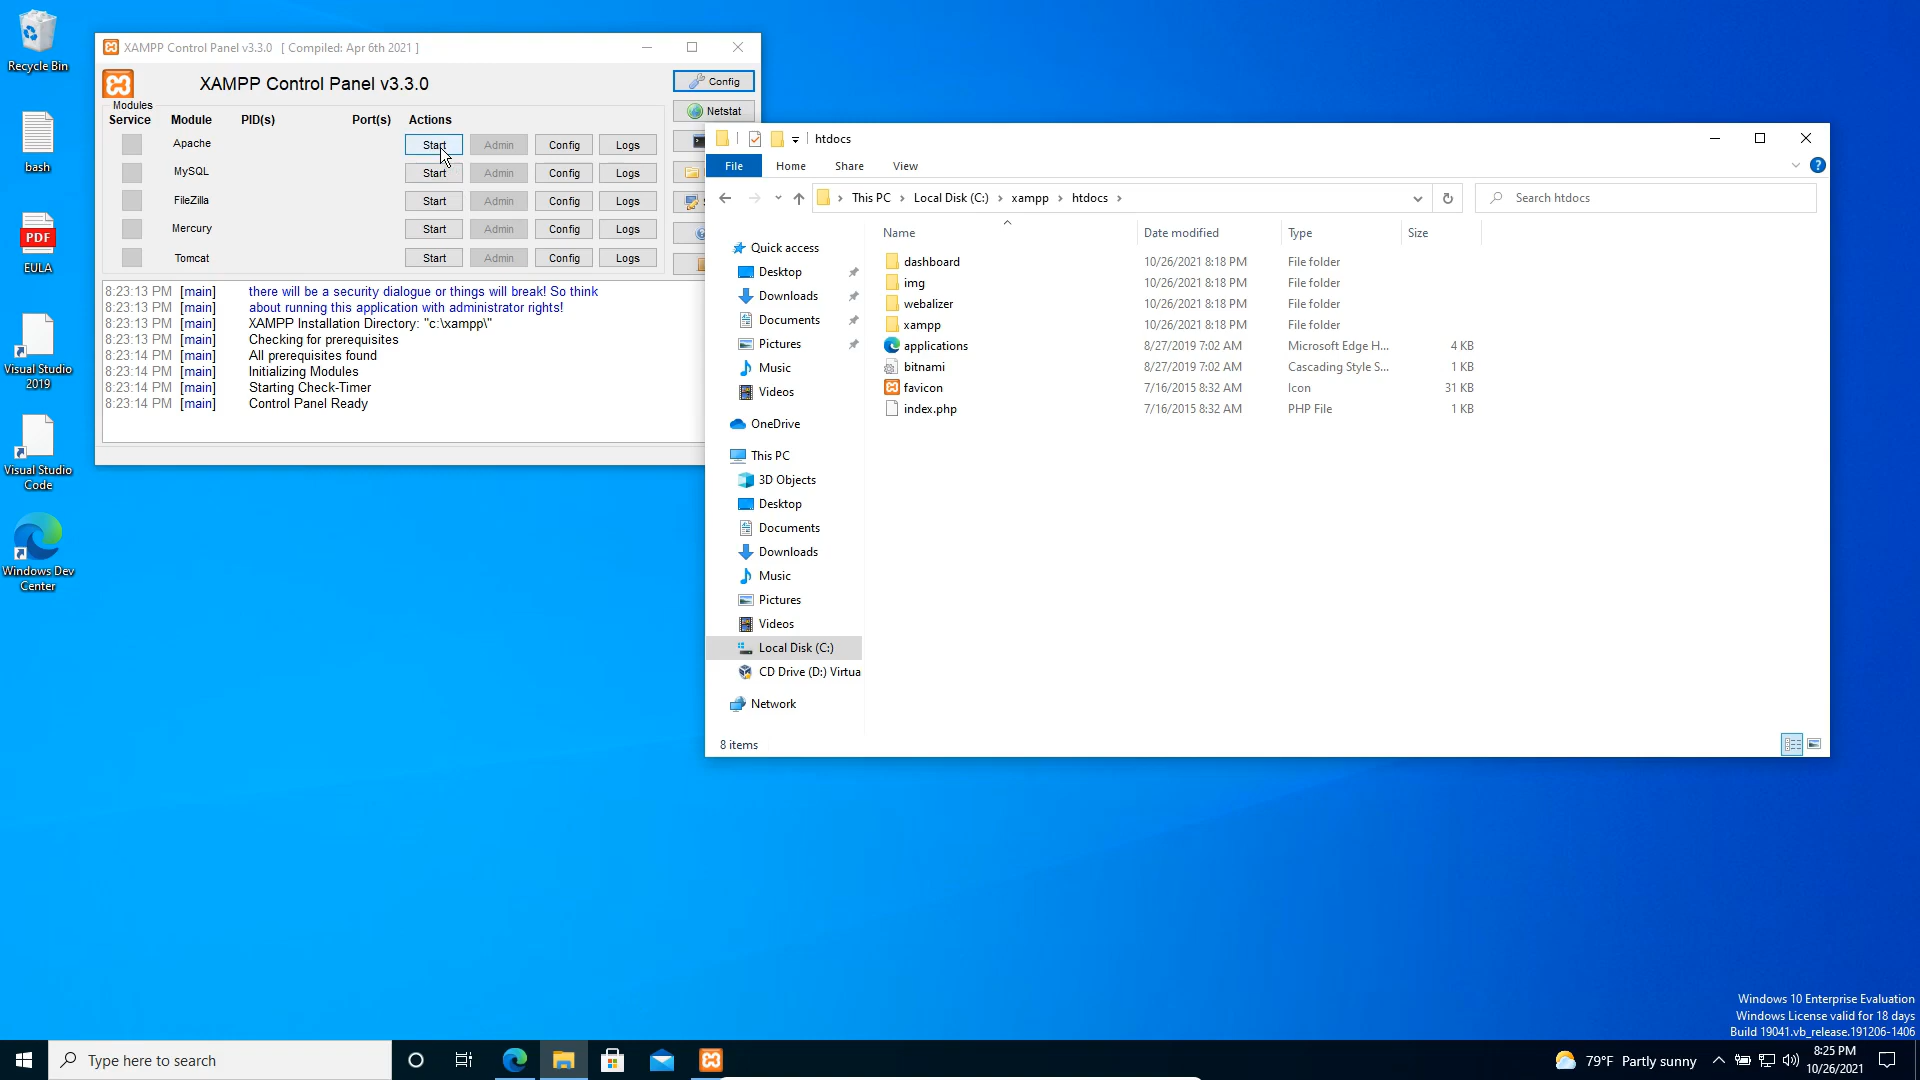 Recycle Bin
bash
PDF
EULA
Visual Studio
2019
Visual Studio
Code
Windows Dev
Center
XAMPP Control Panel v3.3.0 [ Compiled: Apr 6th 2021 ]
XAMPP Control Panel v3.3.0
Config
Netstat
Modules
Service Module PID(s) Port(s) Actions
Apache Start Admin Config Logs
MySQL Start Admin Config Logs
FileZilla Start Admin Config Logs
Mercury Start Admin Config Logs
Tomcat Start Admin Config Logs
8:23:13 PM [main] there will be a security dialogue or things will break! So think
8:23:13 PM [main] about running this application with administrator rights!
8:23:13 PM [main] XAMPP Installation Directory: "c:\xampp\"
8:23:13 PM [main] Checking for prerequisites
8:23:14 PM [main] All prerequisites found
8:23:14 PM [main] Initializing Modules
8:23:14 PM [main] Starting Check-Timer
8:23:14 PM [main] Control Panel Ready
htdocs
File Home Share View
This PC Local Disk (C:) xampp htdocs
Search htdocs
Name Date modified Type Size
Quick access
Desktop
Downloads
Documents
Pictures
Music
Videos
OneDrive
This PC
3D Objects
Desktop
Documents
Downloads
Music
Pictures
Videos
Local Disk (C:)
CD Drive (D:) Virtua
Network
dashboard 10/26/2021 8:18 PM File folder
img 10/26/2021 8:18 PM File folder
webalizer 10/26/2021 8:18 PM File folder
xampp 10/26/2021 8:18 PM File folder
applications 8/27/2019 7:02 AM Microsoft Edge H... 4 KB
bitnami 8/27/2019 7:02 AM Cascading Style S... 1 KB
favicon 7/16/2015 8:32 AM Icon 31 KB
index.php 7/16/2015 8:32 AM PHP File 1 KB
8 items
Windows 10 Enterprise Evaluation
Windows License valid for 18 days
Build 19041.vb_release.191206-1406
Type here to search
79°F Partly sunny
8:25 PM
10/26/2021